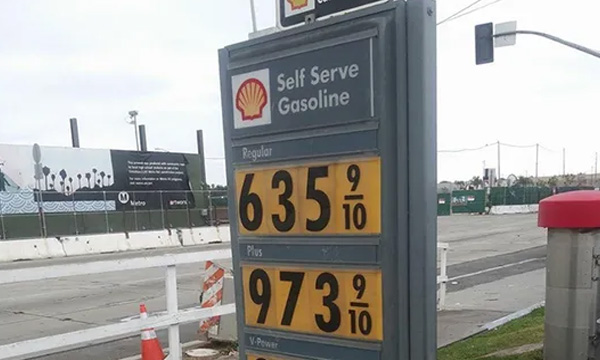 Self Serve
Gasoline
Regular
635 9/10
Plus
973 9/10
V-Power
M Metro